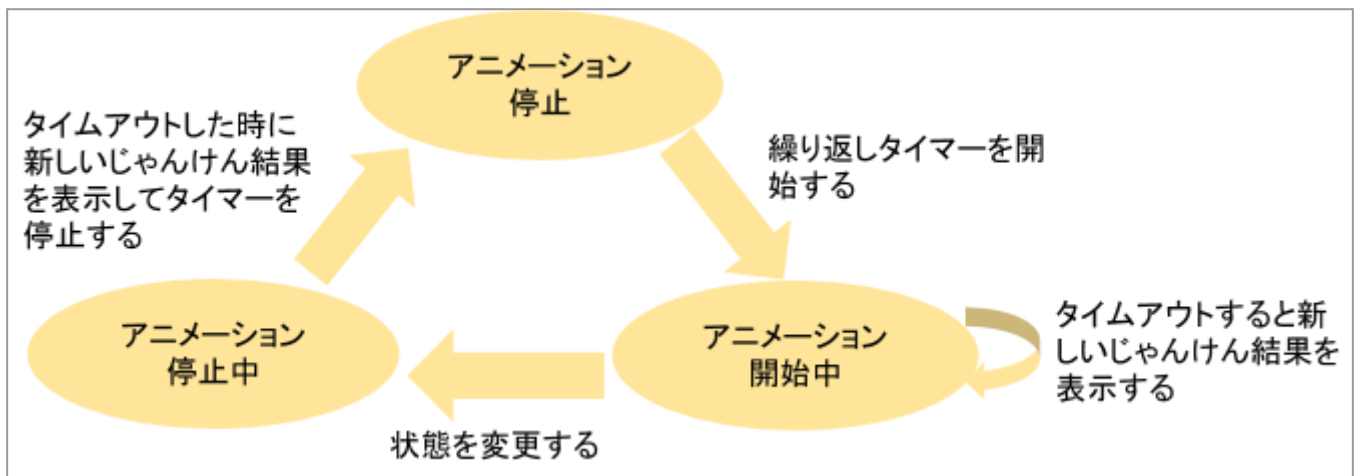 アニメーション
停止
タイムアウトした時に
新しいじゃんけん結果
を表示してタイマーを
停止する
繰り返しタイマーを開
始する
アニメーション
停止中
アニメーション
開始中
タイムアウトすると新
しいじゃんけん結果を
表示する
状態を変更する